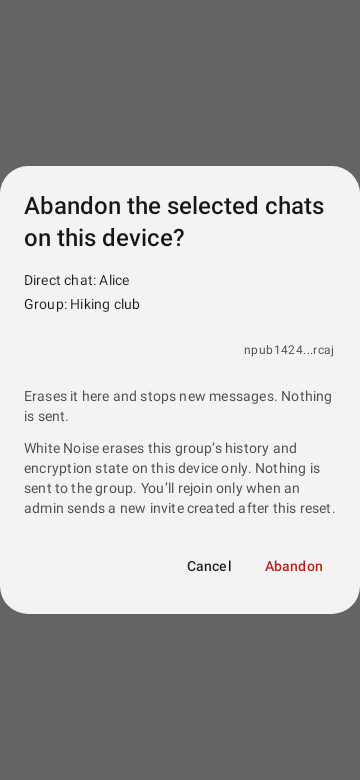 Abandon the selected chats
on this device?
Direct chat: Alice
Group: Hiking club
npub1424...rcaj
Erases it here and stops new messages. Nothing
is sent.
White Noise erases this group’s history and
encryption state on this device only. Nothing is
sent to the group. You’ll rejoin only when an
admin sends a new invite created after this reset.
Cancel
Abandon